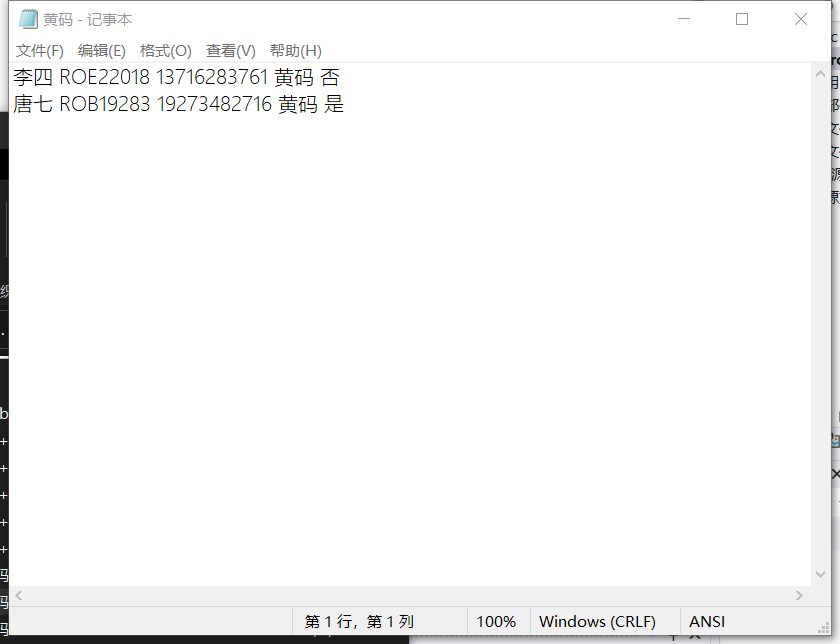 黄码 - 记事本
文件(F) 编辑(E) 格式(O) 查看(V) 帮助(H)
李四 ROE22018 13716283761 黄码 否
唐七 ROB19283 19273482716 黄码 是
第 1 行，第 1 列 100% Windows (CRLF) ANSI